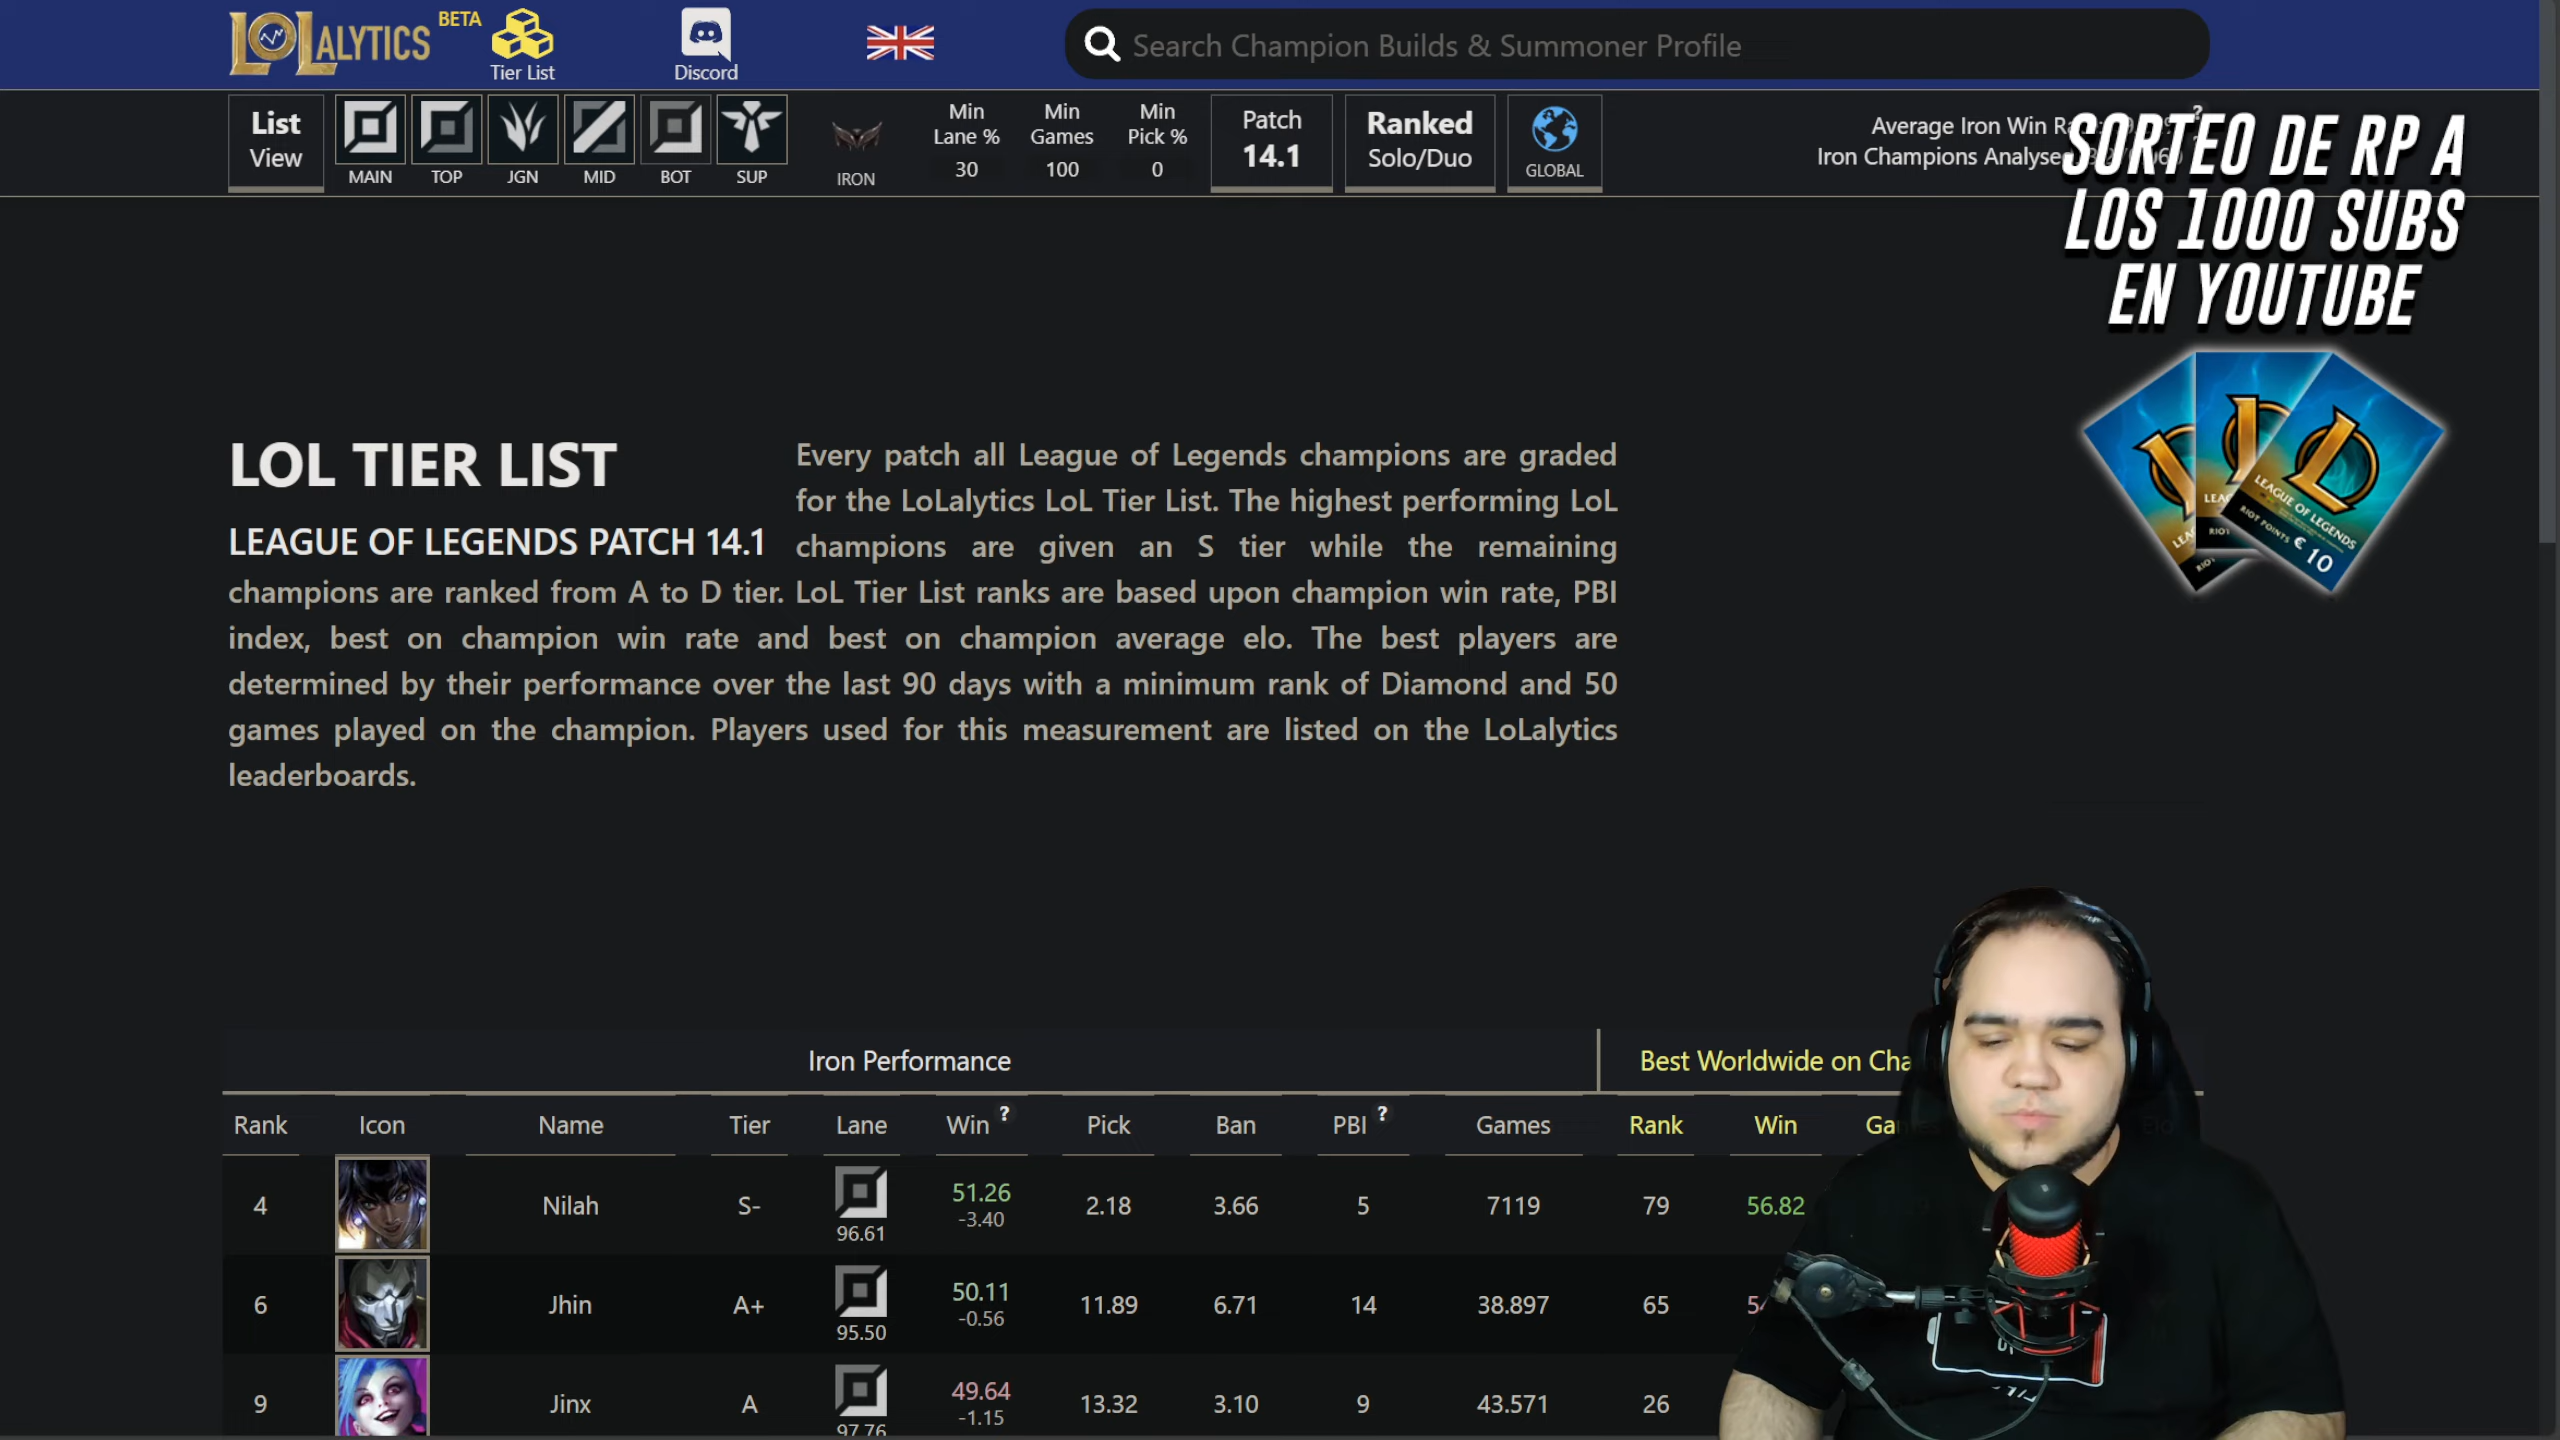 LOLALYTICS BETA
Tier List
Discord
Search Champion Builds & Summoner Profile
List View
MAIN
TOP
JGN
MID
BOT
SUP
IRON
Min Lane % 30
Min Games 100
Min Pick % 0
Patch 14.1
Ranked Solo/Duo
GLOBAL
Average Iron Win
Iron Champions Analysed
SORTEO DE RP A
LOS 1000 SUBS
EN YOUTUBE
LEAGUE OF LEGENDS
RIOT POINTS € 10
LOL TIER LIST
LEAGUE OF LEGENDS PATCH 14.1
Every patch all League of Legends champions are graded
for the LoLalytics LoL Tier List. The highest performing LoL
champions are given an S tier while the remaining
champions are ranked from A to D tier. LoL Tier List ranks are based upon champion win rate, PBI
index, best on champion win rate and best on champion average elo. The best players are
determined by their performance over the last 90 days with a minimum rank of Diamond and 50
games played on the champion. Players used for this measurement are listed on the LoLalytics
leaderboards.
Iron Performance
Best Worldwide on
Rank Icon Name Tier Lane Win ? Pick Ban PBI ? Games Rank Win
4 Nilah S- 96.61 51.26 -3.40 2.18 3.66 5 7119 79 56.82
6 Jhin A+ 95.50 50.11 -0.56 11.89 6.71 14 38.897 65
9 Jinx A 97.76 49.64 -1.15 13.32 3.10 9 43.571 26